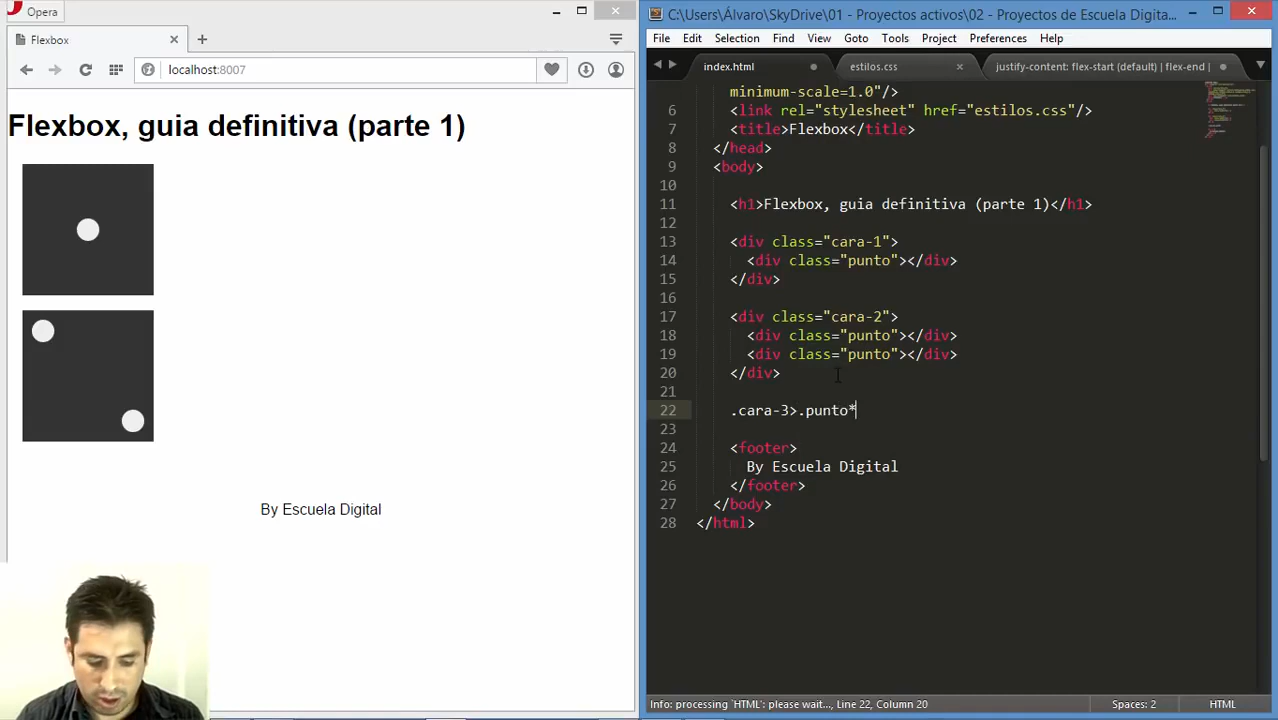 Opera
Flexbox
localhost:8007
Flexbox, guia definitiva (parte 1)
By Escuela Digital
C:\Users\Álvaro\SkyDrive\01 - Proyectos activos\02 - Proyectos de Escuela Digita...
File Edit Selection Find View Goto Tools Project Preferences Help
index.html estilos.css justify-content: flex-start (default) | flex-end |
minimum-scale=1.0"/>
6 <link rel="stylesheet" href="estilos.css"/>
7 <title>Flexbox</title>
8 </head>
9 <body>
10
11 <h1>Flexbox, guia definitiva (parte 1)</h1>
12
13 <div class="cara-1">
14 <div class="punto"></div>
15 </div>
16
17 <div class="cara-2">
18 <div class="punto"></div>
19 <div class="punto"></div>
20 </div>
21
22 .cara-3>.punto*
23
24 <footer>
25 By Escuela Digital
26 </footer>
27 </body>
28 </html>
Info: processing `HTML': please wait..., Line 22, Column 20 Spaces: 2 HTML